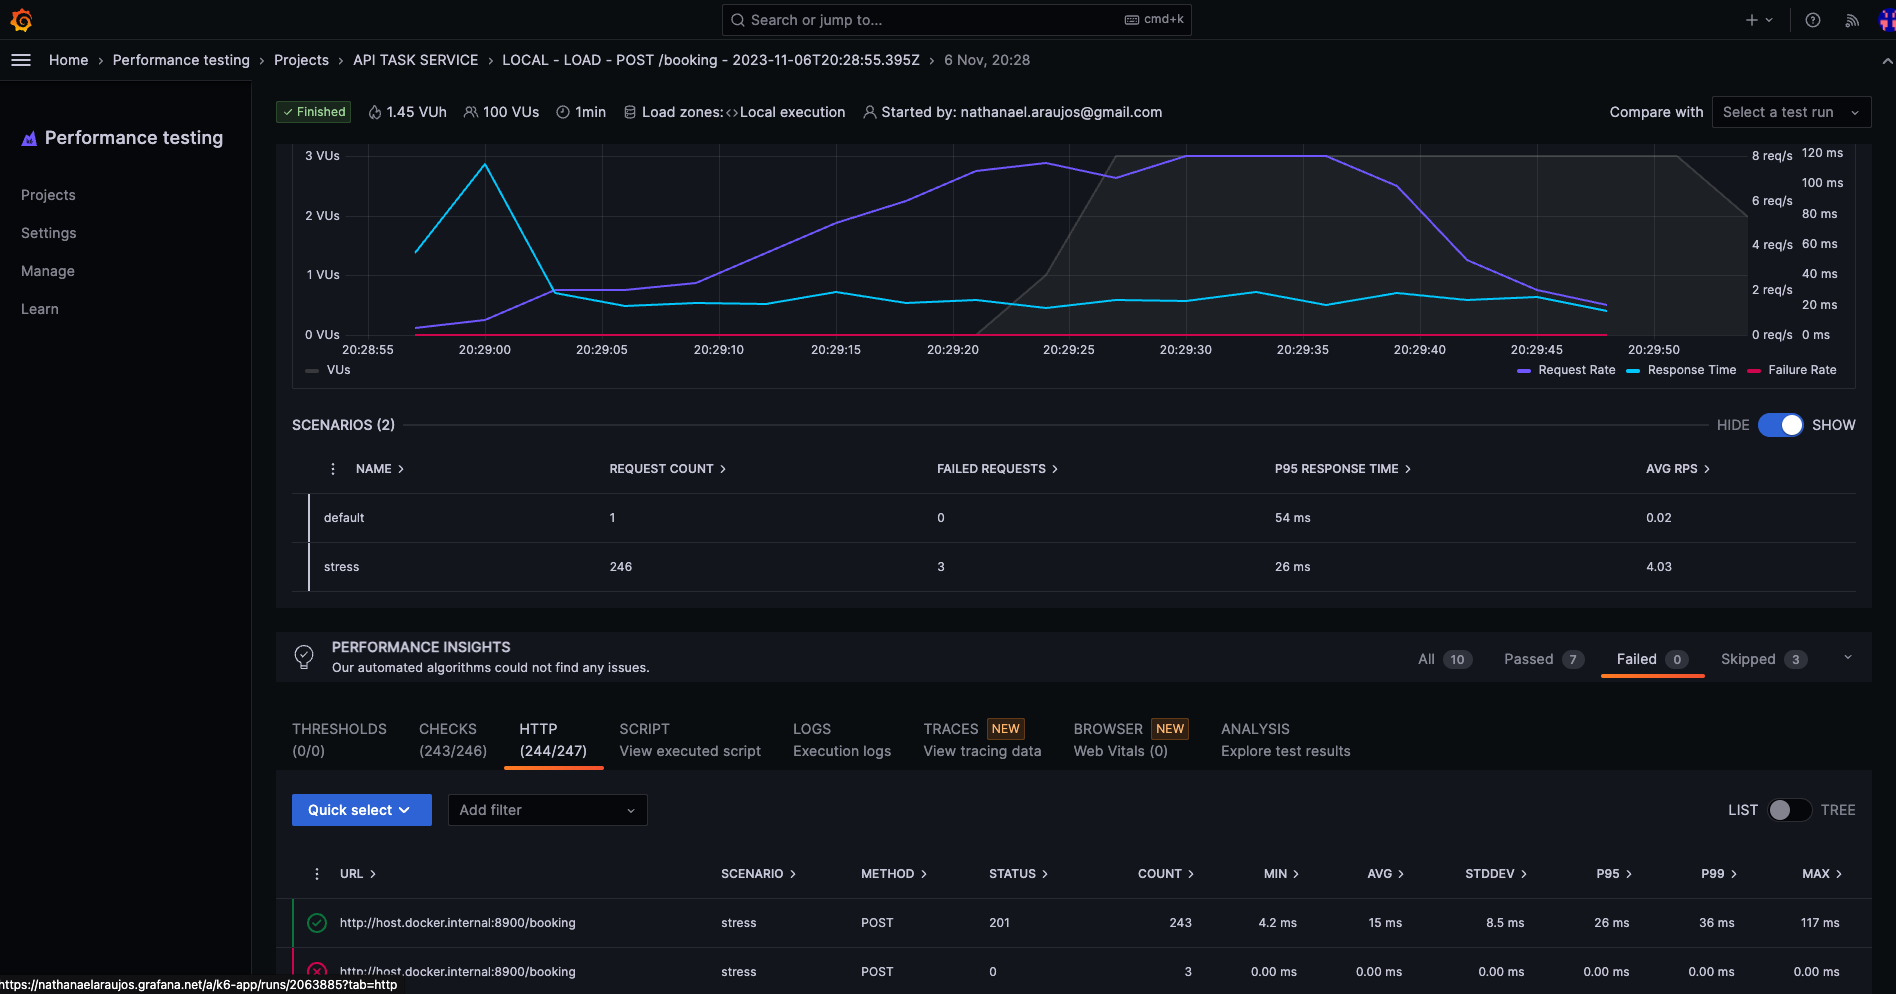 Search or jump to...
cmd+k
Home › Performance testing › Projects › API TASK SERVICE › LOCAL - LOAD - POST /booking - 2023-11-06T20:28:55.395Z › 6 Nov, 20:28
Performance testing
Projects
Settings
Manage
Learn
Finished 1.45 VUh 100 VUs 1min Load zones: <> Local execution Started by: nathanael.araujos@gmail.com
Compare with Select a test run
3 VUs
2 VUs
1 VUs
0 VUs
8 req/s
6 req/s
4 req/s
2 req/s
0 req/s
120 ms
100 ms
80 ms
60 ms
40 ms
20 ms
0 ms
20:28:55 20:29:00 20:29:05 20:29:10 20:29:15 20:29:20 20:29:25 20:29:30 20:29:35 20:29:40 20:29:45 20:29:50
VUs
Request Rate Response Time Failure Rate
SCENARIOS (2)
HIDE SHOW
NAME REQUEST COUNT FAILED REQUESTS P95 RESPONSE TIME AVG RPS
default 1 0 54 ms 0.02
stress 246 3 26 ms 4.03
PERFORMANCE INSIGHTS
Our automated algorithms could not find any issues.
All 10 Passed 7 Failed 0 Skipped 3
THRESHOLDS
(0/0)
CHECKS
(243/246)
HTTP
(244/247)
SCRIPT
View executed script
LOGS
Execution logs
TRACES NEW
View tracing data
BROWSER NEW
Web Vitals (0)
ANALYSIS
Explore test results
Quick select
Add filter
LIST TREE
URL SCENARIO METHOD STATUS COUNT MIN AVG STDDEV P95 P99 MAX
http://host.docker.internal:8900/booking stress POST 201 243 4.2 ms 15 ms 8.5 ms 26 ms 36 ms 117 ms
http://host.docker.internal:8900/booking stress POST 0 3 0.00 ms 0.00 ms 0.00 ms 0.00 ms 0.00 ms 0.00 ms
https://nathanaelaraujos.grafana.net/a/k6-app/runs/2063885?tab=http